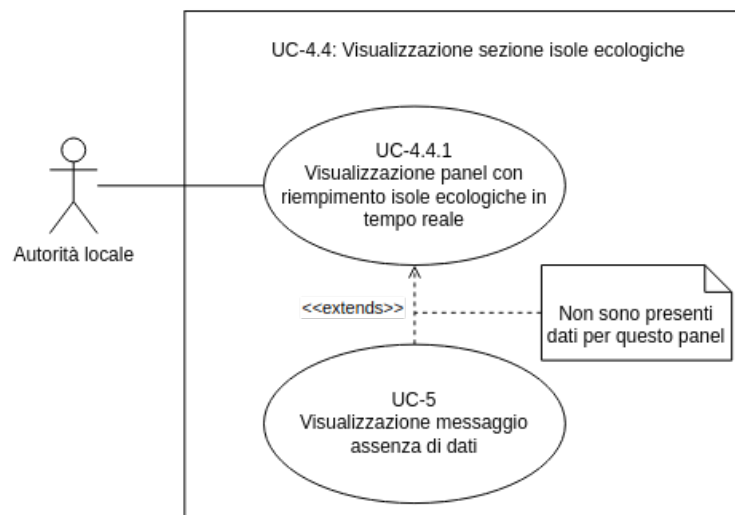 UC-4.4: Visualizzazione sezione isole ecologiche
UC-4.4.1
Visualizzazione panel con
riempimento isole ecologiche in
tempo reale
Autorità locale
<<extends>>
Non sono presenti
dati per questo panel
UC-5
Visualizzazione messaggio
assenza di dati